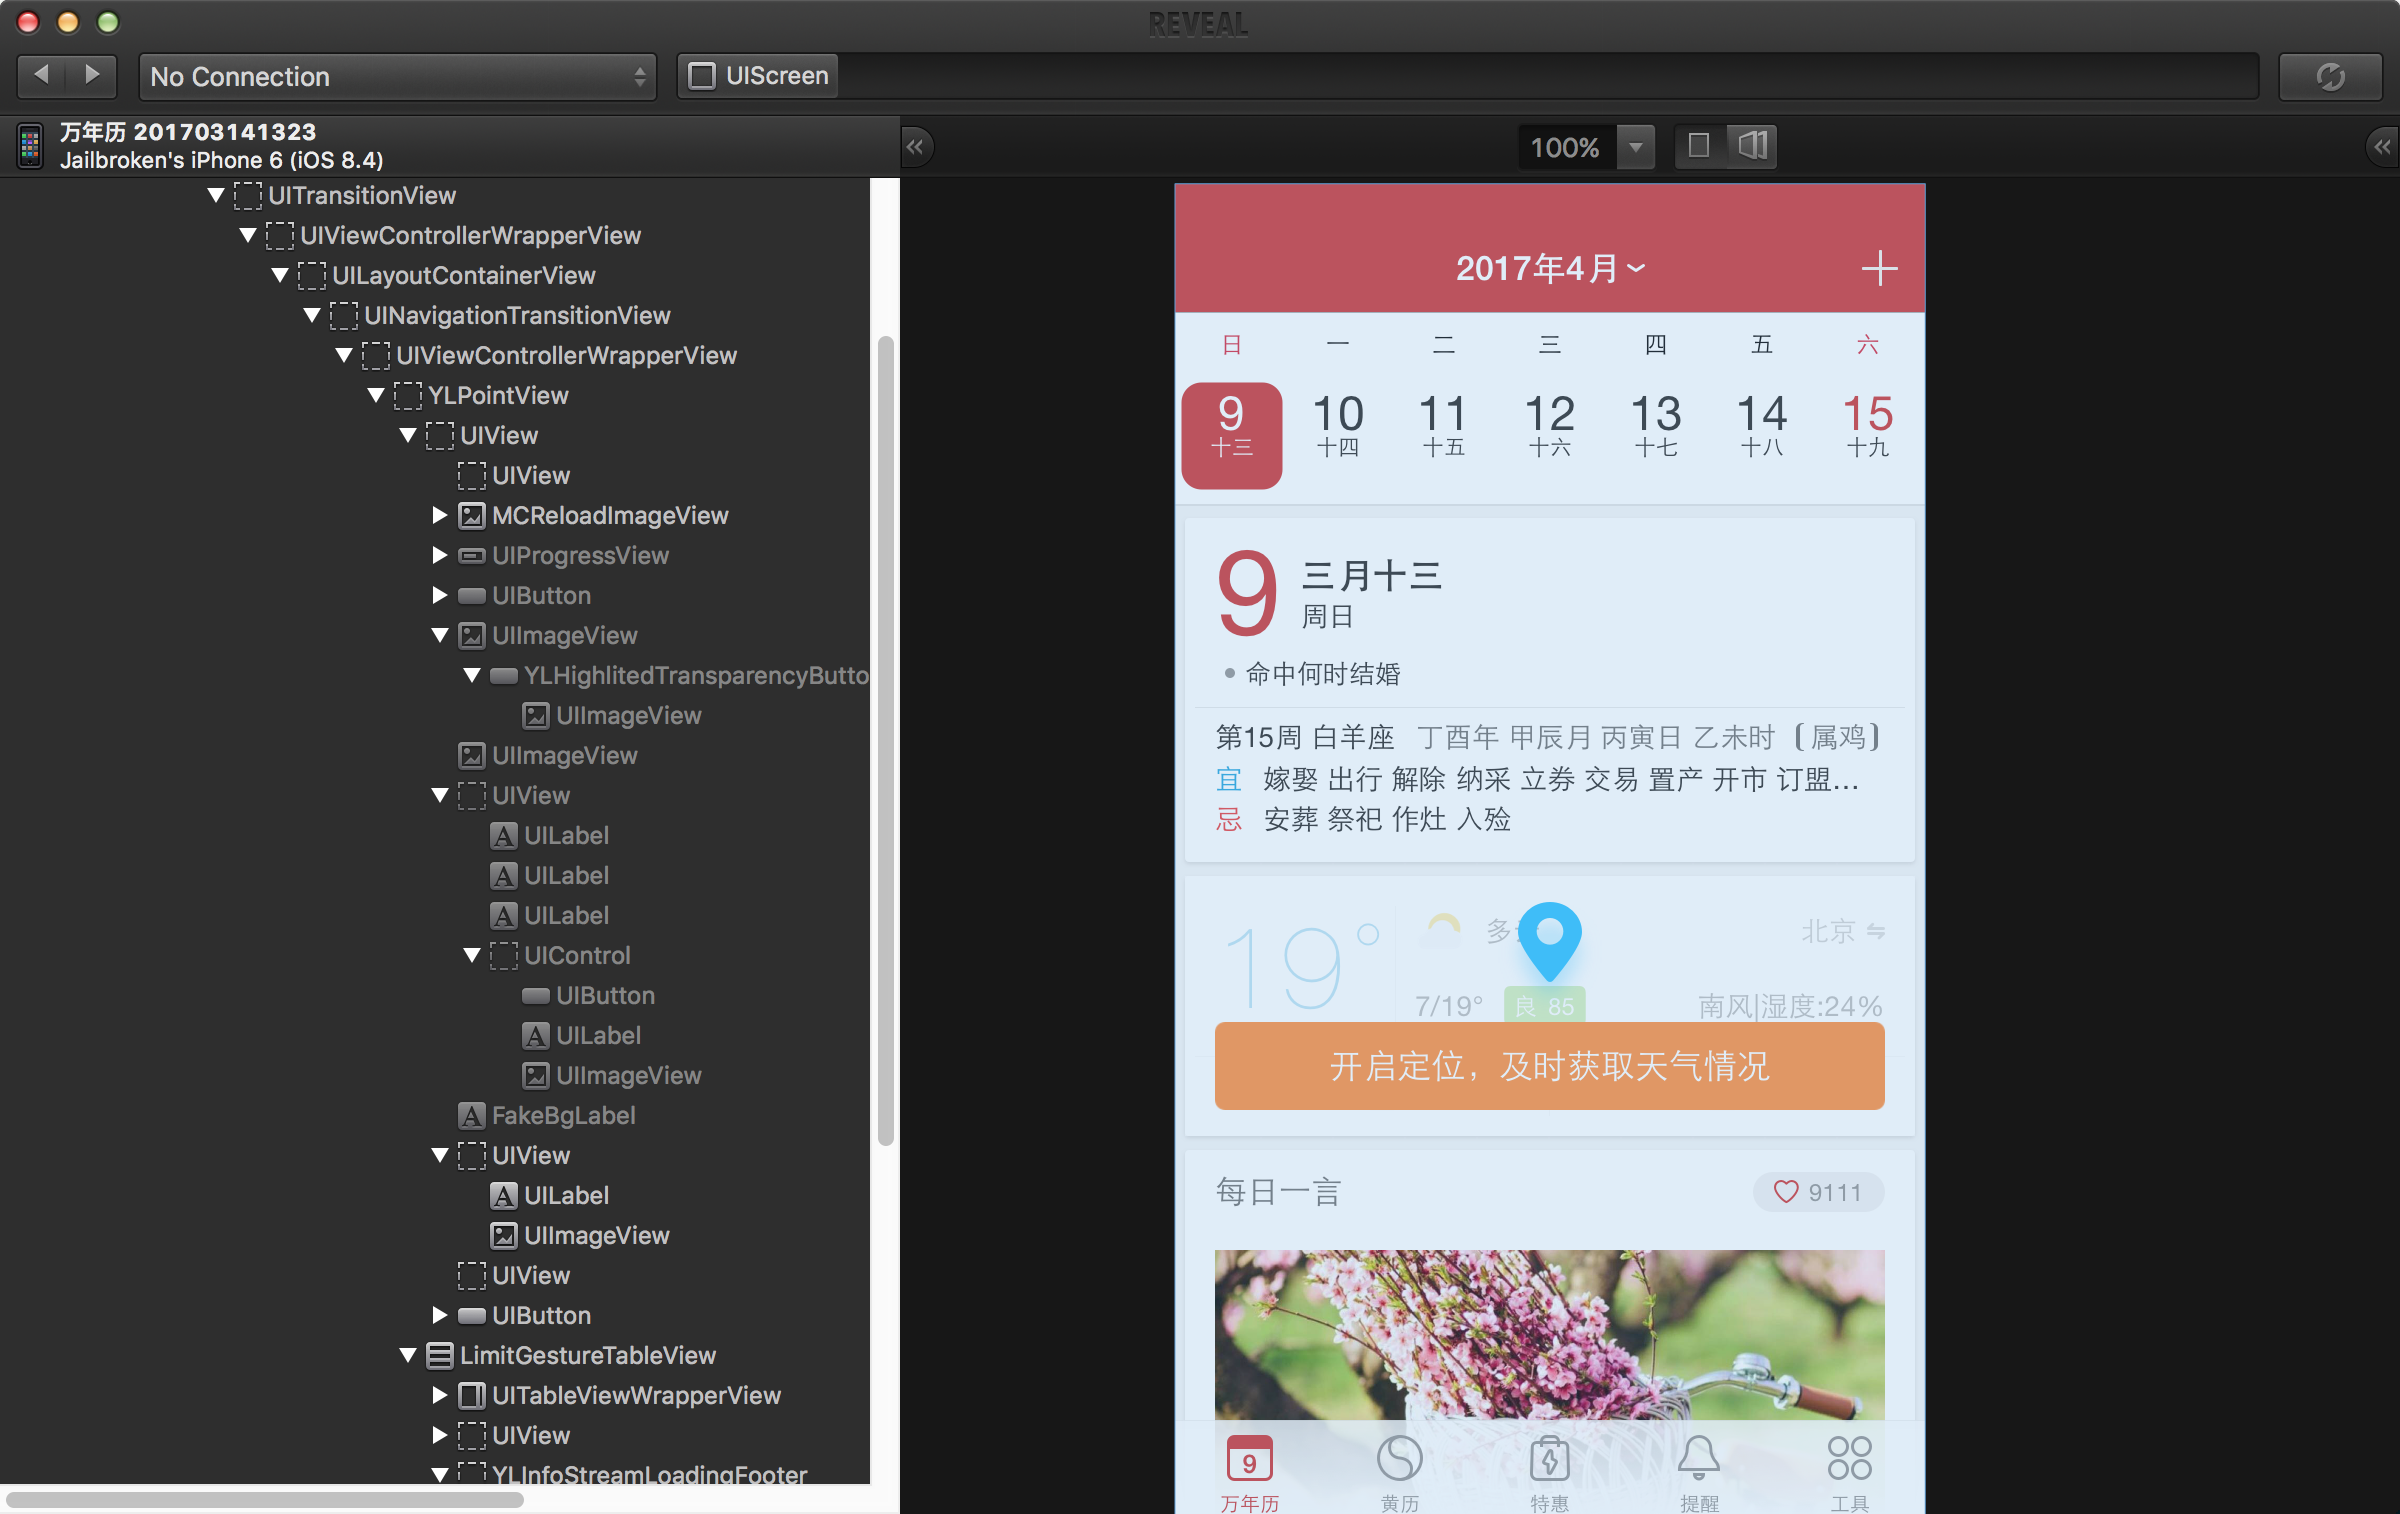 REVEAL
No Connection
UIScreen
万年历 201703141323
Jailbroken's iPhone 6 (iOS 8.4)
100%
UITransitionView
UIViewControllerWrapperView
UILayoutContainerView
UINavigationTransitionView
UIViewControllerWrapperView
YLPointView
UIView
UIView
MCReloadImageView
UIProgressView
UIButton
UIImageView
YLHighlitedTransparencyButto
UIImageView
UIImageView
UIView
UILabel
UILabel
UILabel
UIControl
UIButton
UILabel
UIImageView
FakeBgLabel
UIView
UILabel
UIImageView
UIView
UIButton
LimitGestureTableView
UITableViewWrapperView
UIView
YLInfoStreamLoadingFooter
2017年4月
日 一 二 三 四 五 六
9 10 11 12 13 14 15
十三 十四 十五 十六 十七 十八 十九
9 三月十三
周日
命中何时结婚
第15周 白羊座 丁酉年 甲辰月 丙寅日 乙未时 〔属鸡〕
宜 嫁娶 出行 解除 纳采 立券 交易 置产 开市 订盟...
忌 安葬 祭祀 作灶 入殓
19° 多 北京
7/19° 良 85 南风|湿度:24%
开启定位，及时获取天气情况
每日一言 9111
9
万年历 黄历 特惠 提醒 工具